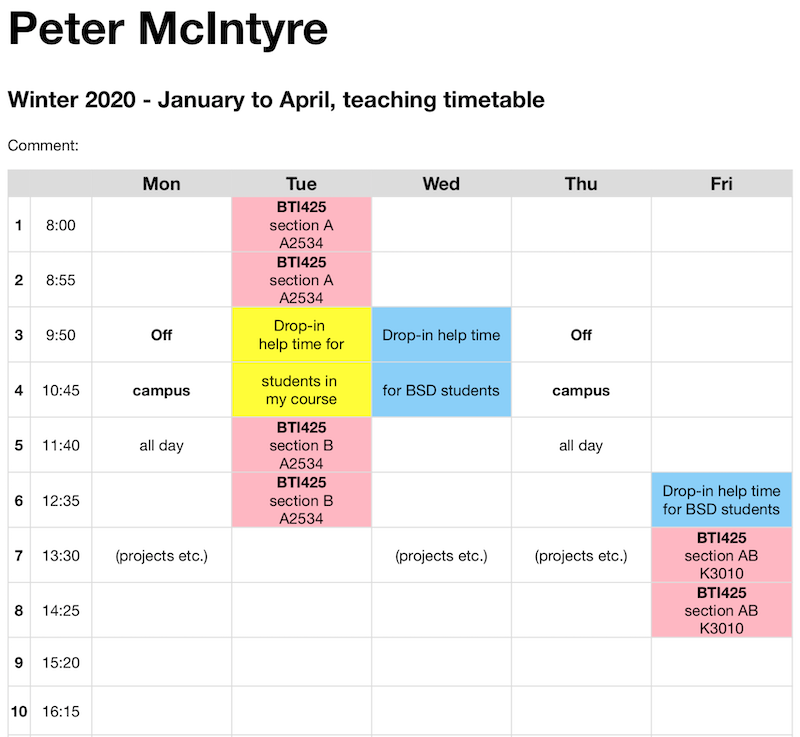 Peter McIntyre
Winter 2020 - January to April, teaching timetable
Comment:
Mon Tue Wed Thu Fri
1 8:00 BTI425 section A A2534
2 8:55 BTI425 section A A2534
3 9:50 Off Drop-in help time for Drop-in help time Off
4 10:45 campus students in my course for BSD students campus
5 11:40 all day BTI425 section B A2534 all day
6 12:35 BTI425 section B A2534 Drop-in help time for BSD students
7 13:30 (projects etc.) (projects etc.) (projects etc.) BTI425 section AB K3010
8 14:25 BTI425 section AB K3010
9 15:20
10 16:15